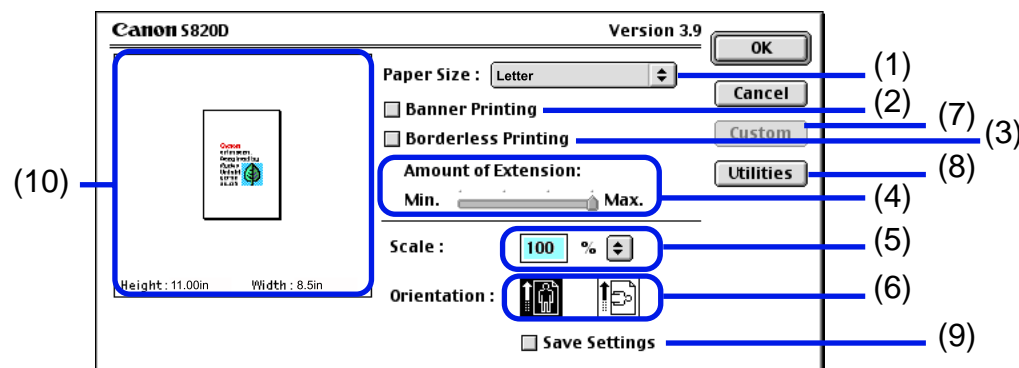 Canon S820D
Version 3.9
OK
Paper Size : Letter
(1)
Cancel
Banner Printing
(2)
(7)
Custom
Borderless Printing
(3)
Amount of Extension:
Utilities
(8)
(10)
Min. Max.
(4)
Scale : 100 %
(5)
Height : 11.00in Width : 8.5in
Orientation :
(6)
Save Settings
(9)
Canon